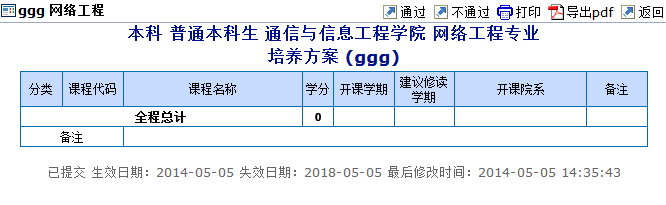 ggg 网络工程 通过 不通过 打印 导出pdf 返回
本科 普通本科生 通信与信息工程学院 网络工程专业
培养方案 (ggg)
分类 课程代码 课程名称 学分 开课学期 建议修读学期 开课院系 备注
全程总计 0
备注
已提交 生效日期：2014-05-05 失效日期：2018-05-05 最后修改时间：2014-05-05 14:35:43